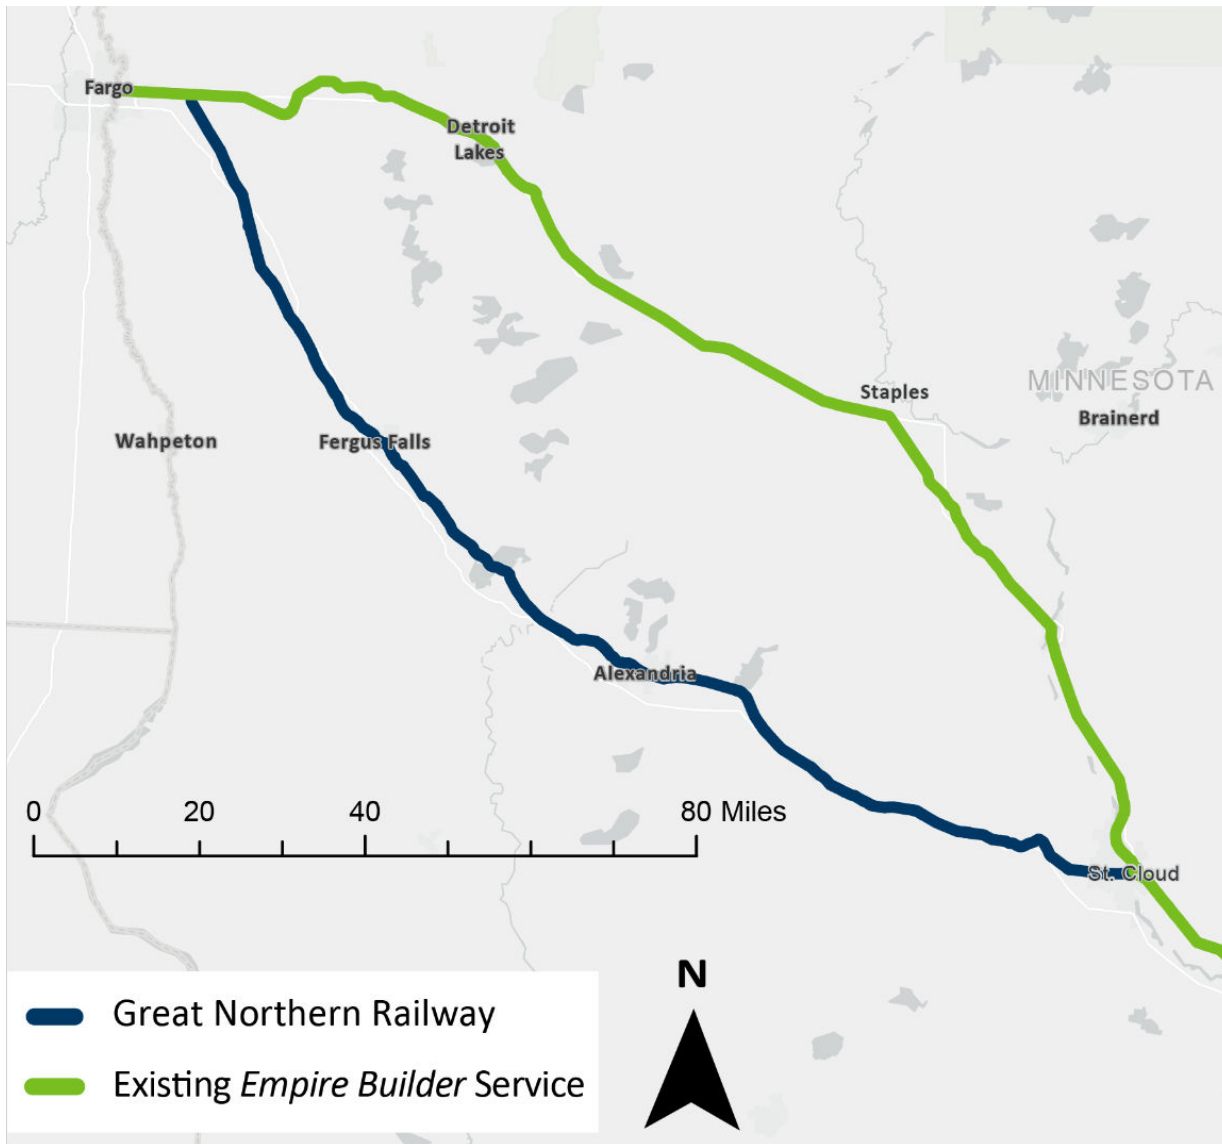 Fargo
Detroit
Lakes
Staples
MINNESOTA
Brainerd
Wahpeton
Fergus Falls
Alexandria
0 20 40 80 Miles
St. Cloud
N
Great Northern Railway
Existing Empire Builder Service